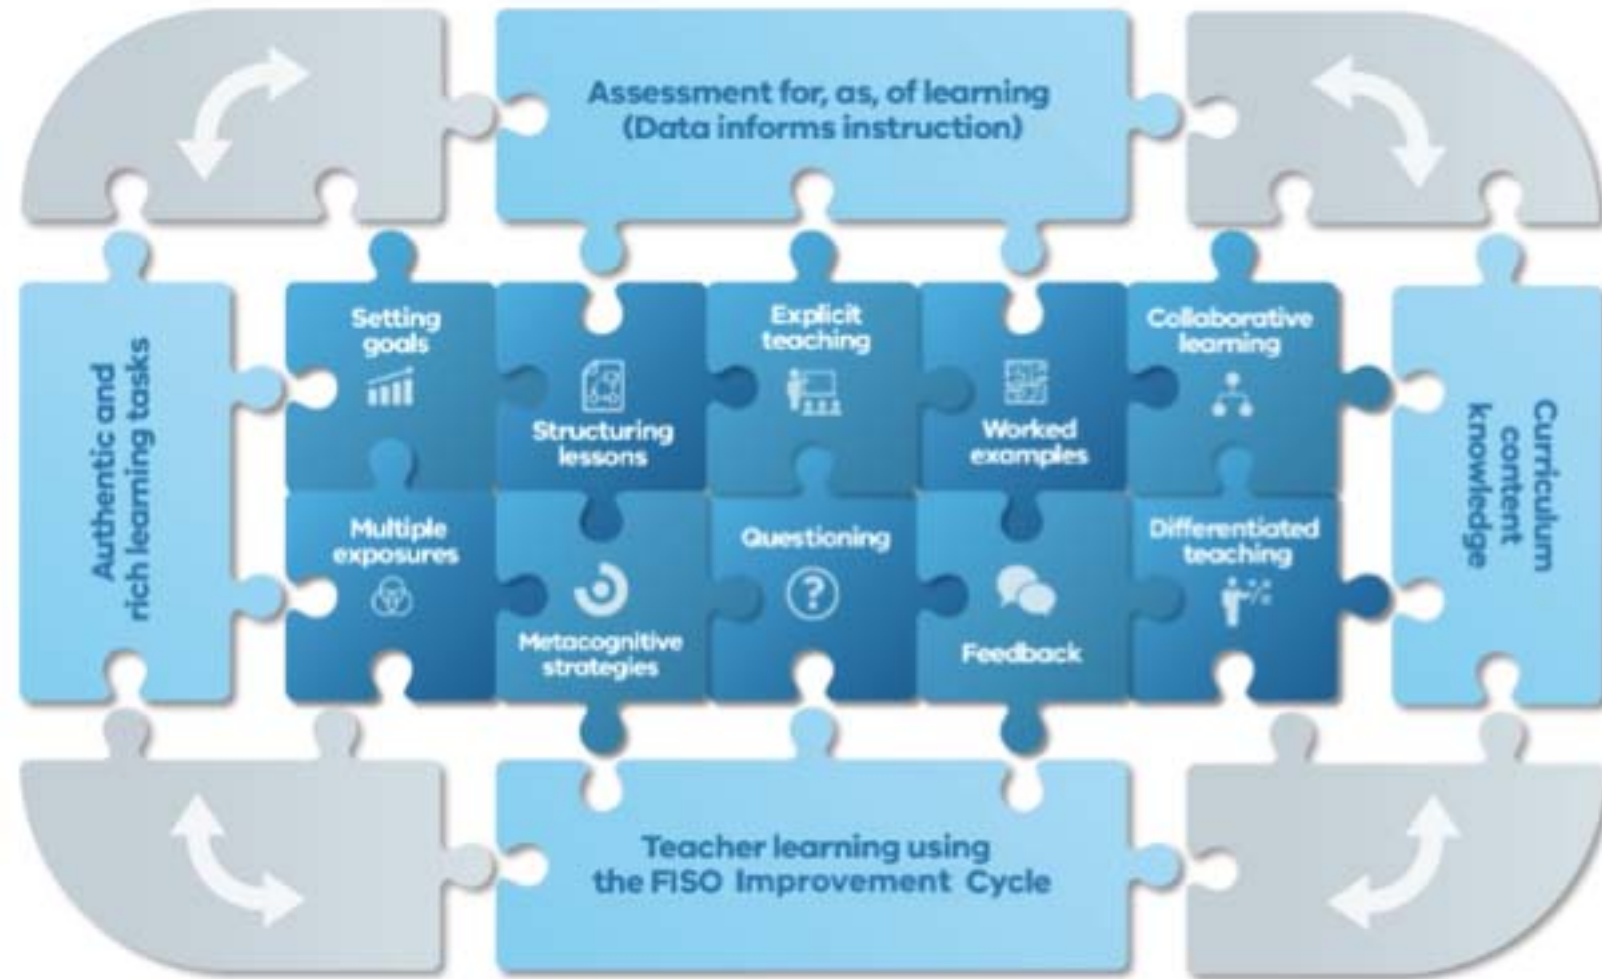 Assessment for, as, of learning
(Data informs instruction)
Authentic and
rich learning tasks
Setting
goals
Structuring
lessons
Explicit
teaching
Worked
examples
Collaborative
learning
Multiple
exposures
Metacognitive
strategies
Questioning
?
Feedback
Differentiated
teaching
Curriculum
content
knowledge
Teacher learning using
the FISO Improvement Cycle